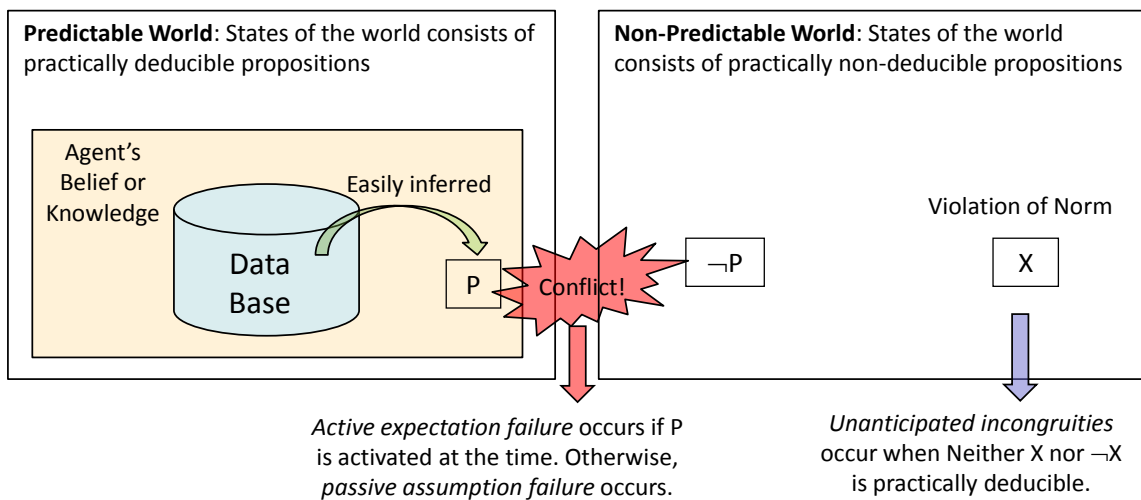 Predictable World: States of the world consists of
practically deducible propositions
Agent's
Belief or
Knowledge
Easily inferred
Data
Base
P
Conflict!
Non-Predictable World: States of the world
consists of practically non-deducible propositions
¬P
Violation of Norm
X
Active expectation failure occurs if P
is activated at the time. Otherwise,
passive assumption failure occurs.
Unanticipated incongruities
occur when Neither X nor ¬X
is practically deducible.